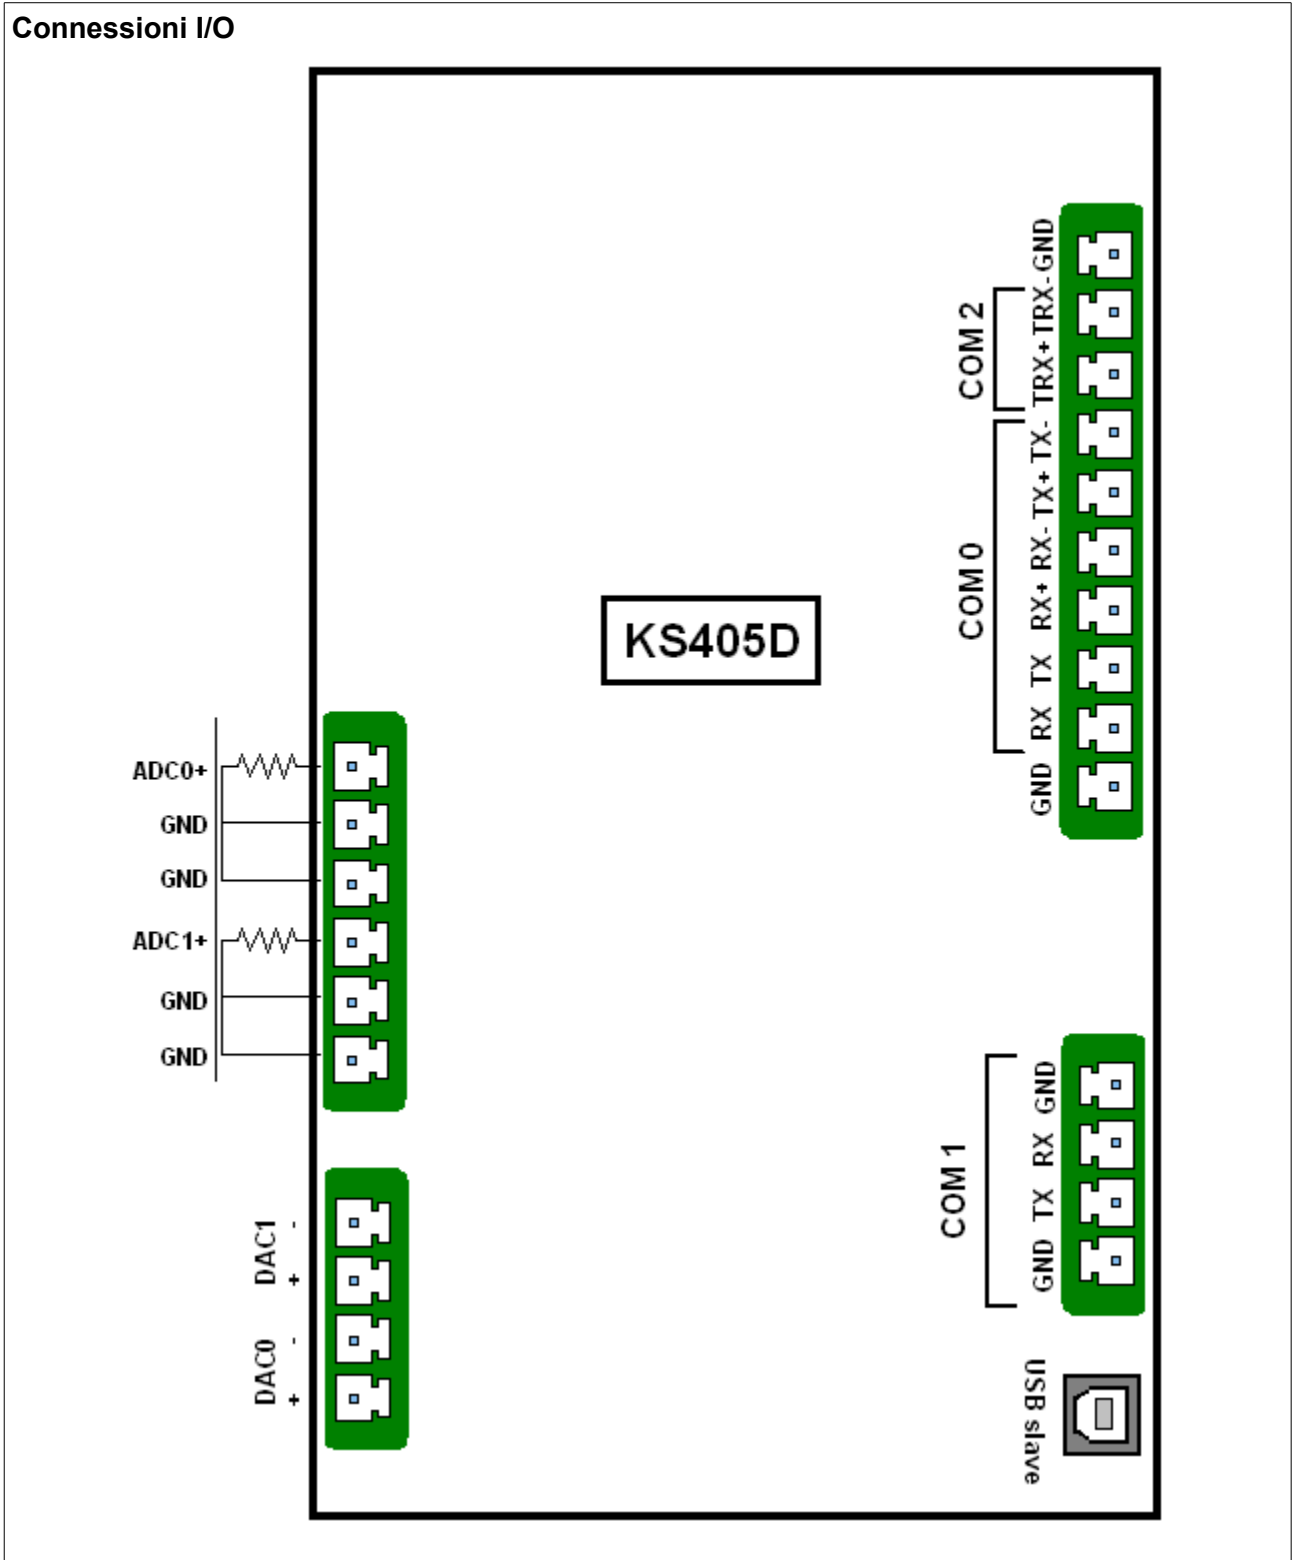 Connessioni I/O
KS405D
ADC0+
GND
GND
ADC1+
GND
GND
DAC1
-
+
DAC0
-
+
COM 2
GND
TRX-
TRX+
COM 0
TX-
TX+
RX-
RX+
TX
RX
GND
COM 1
GND
RX
TX
GND
USB slave